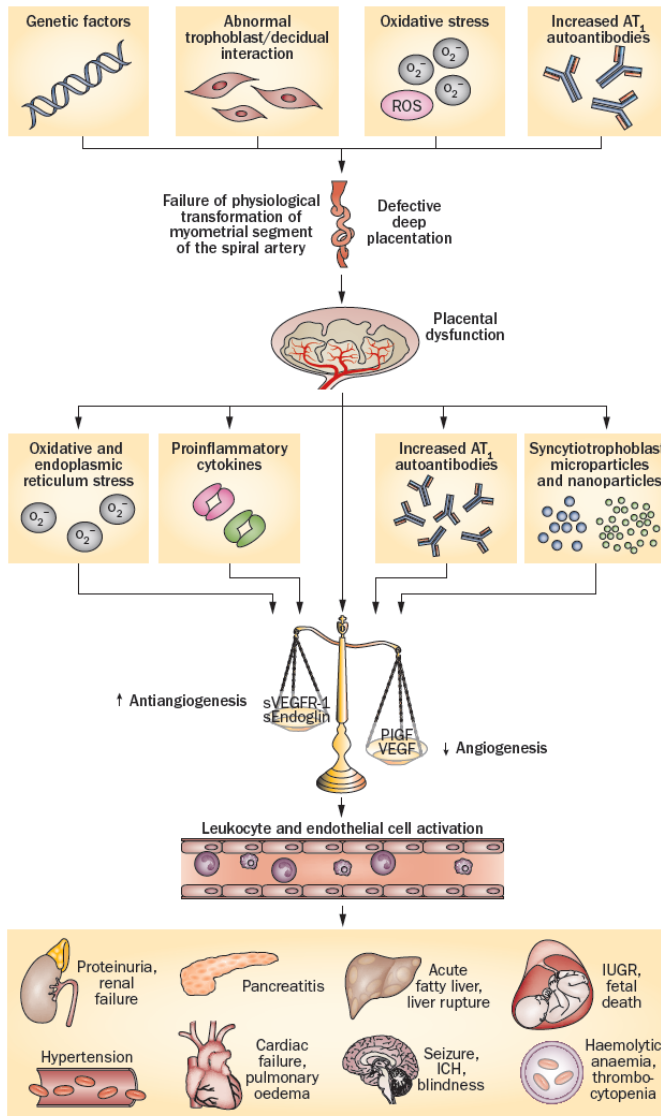 Genetic factors
Abnormal
trophoblast/decidual
interaction
Oxidative stress
O2–
O2–
ROS
O2–
Increased AT1
autoantibodies
Failure of physiological
transformation of
myometrial segment
of the spiral artery
Defective
deep
placentation
Placental
dysfunction
Oxidative and
endoplasmic
reticulum stress
O2–
O2–
O2–
Proinflammatory
cytokines
Increased AT1
autoantibodies
Syncytiotrophoblast
microparticles
and nanoparticles
↑ Antiangiogenesis
sVEGFR-1
sEndoglin
PlGF
VEGF
↓ Angiogenesis
Leukocyte and endothelial cell activation
Proteinuria,
renal
failure
Pancreatitis
Acute
fatty liver,
liver rupture
IUGR,
fetal
death
Hypertension
Cardiac
failure,
pulmonary
oedema
Seizure,
ICH,
blindness
Haemolytic
anaemia,
thrombo-
cytopenia